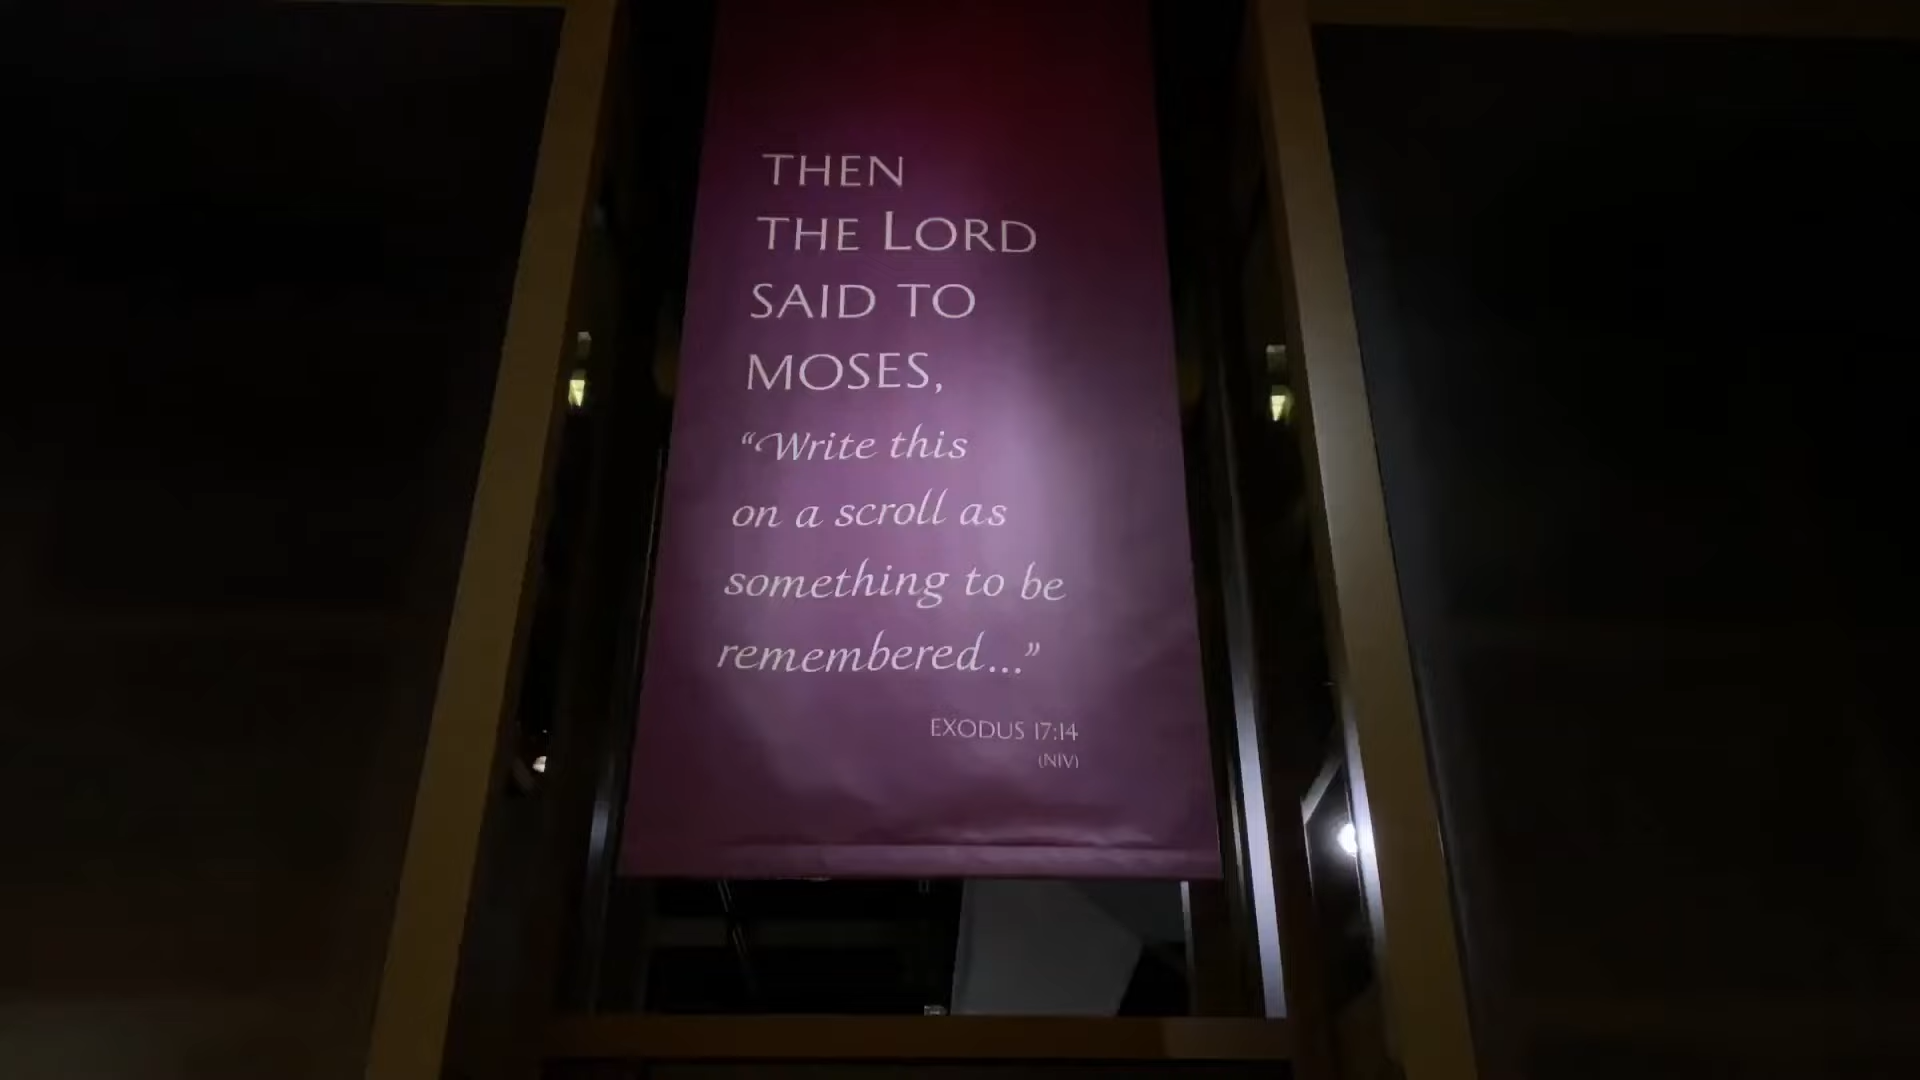 THEN
THE LORD
SAID TO
MOSES,
“Write this
on a scroll as
something to be
remembered...”
EXODUS 17:14
(NIV)